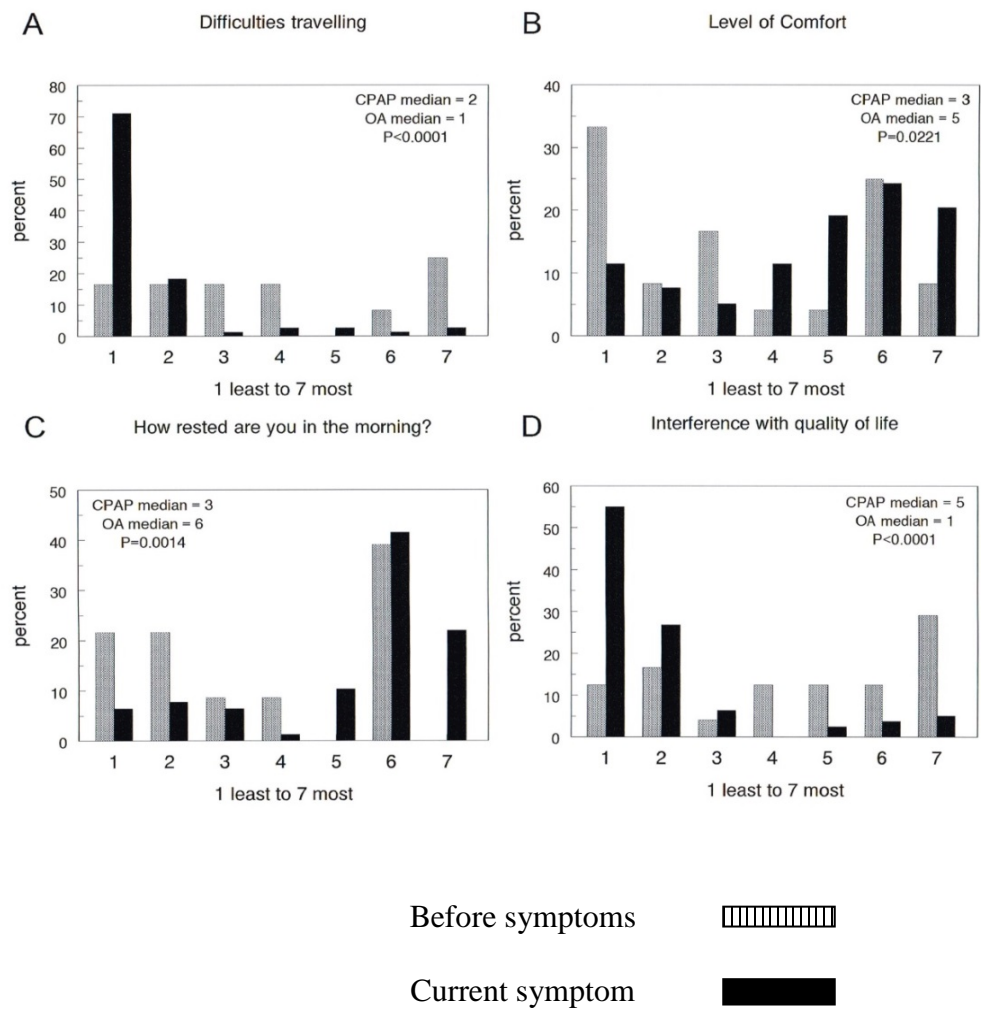 A
Difficulties travelling
80
70
60
50
40
30
20
10
0
percent
CPAP median = 2
OA median = 1
P<0.0001
1 2 3 4 5 6 7
1 least to 7 most
B
Level of Comfort
40
30
20
10
0
percent
CPAP median = 3
OA median = 5
P=0.0221
1 2 3 4 5 6 7
1 least to 7 most
C
How rested are you in the morning?
50
40
30
20
10
0
percent
CPAP median = 3
OA median = 6
P=0.0014
1 2 3 4 5 6 7
1 least to 7 most
D
Interference with quality of life
60
50
40
30
20
10
0
percent
CPAP median = 5
OA median = 1
P<0.0001
1 2 3 4 5 6 7
1 least to 7 most
Before symptoms
Current symptom